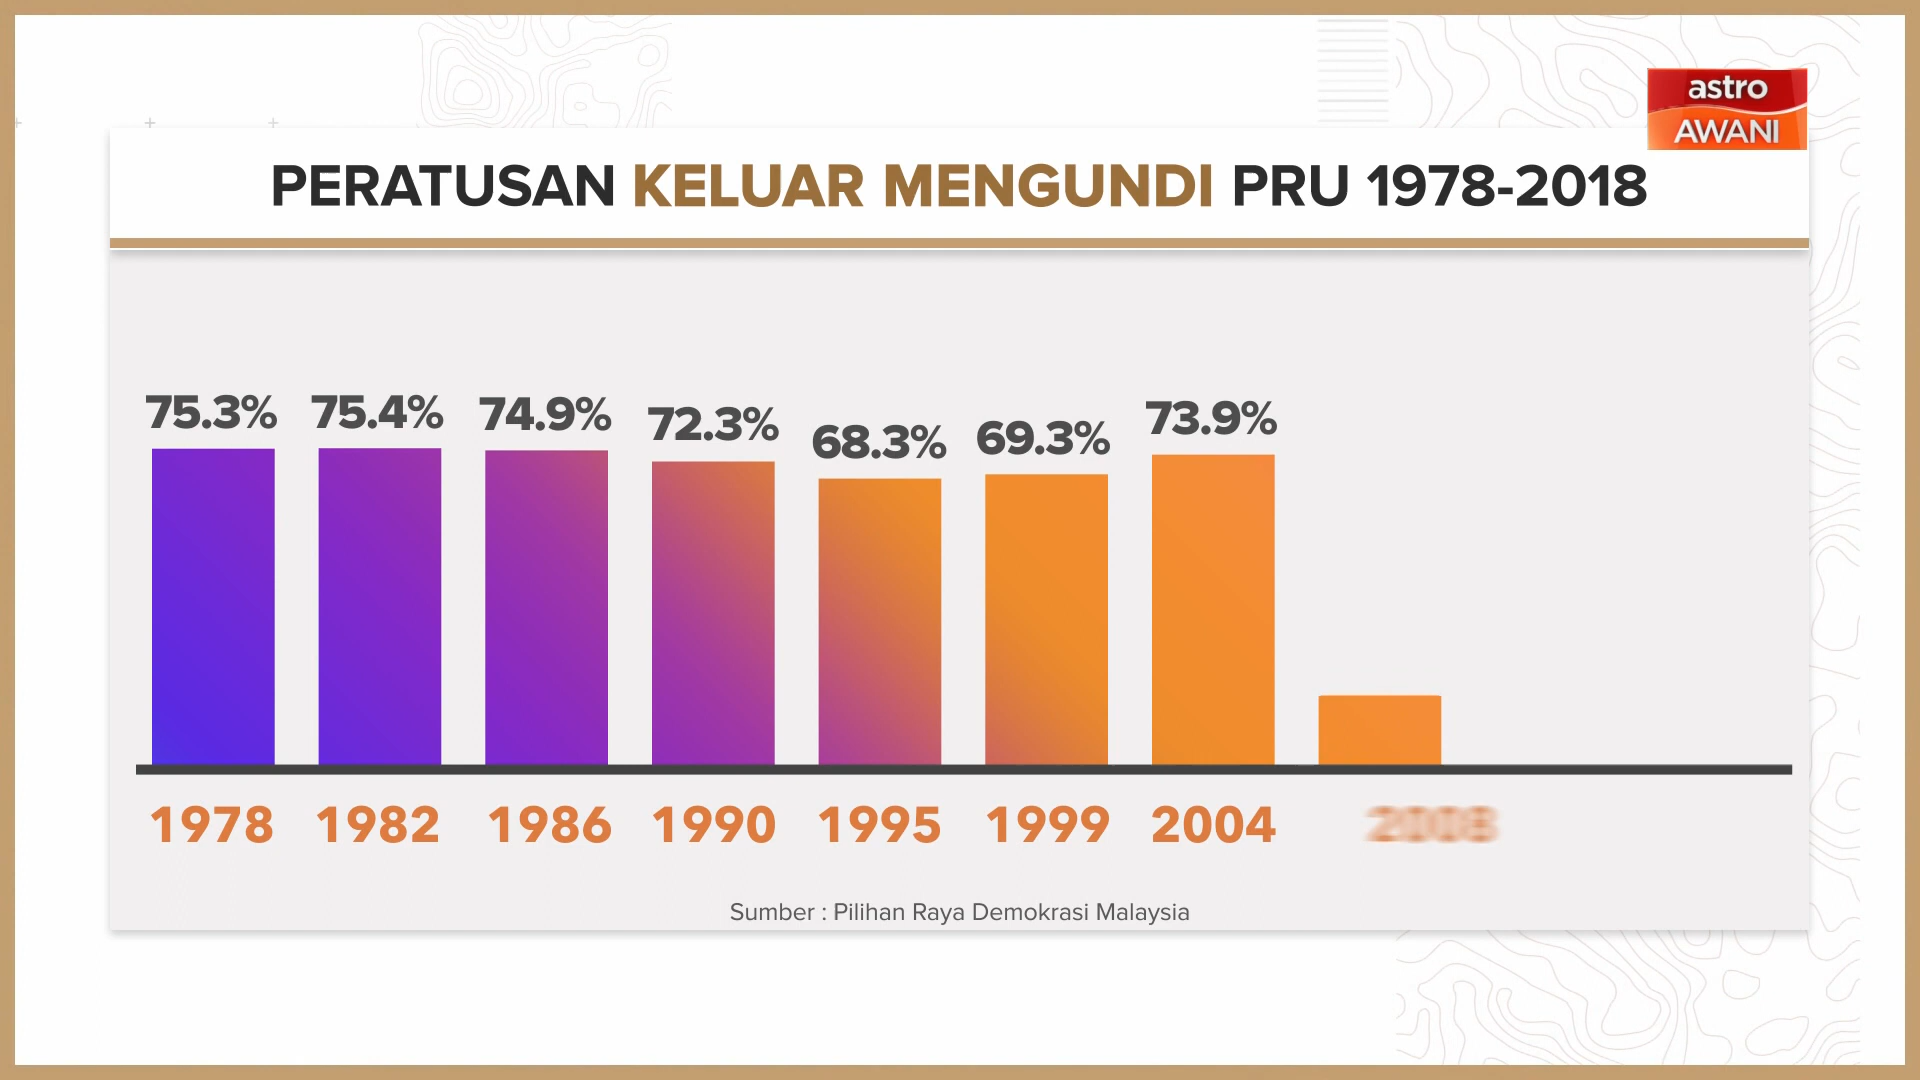 astro
AWANI
PERATUSAN KELUAR MENGUNDI PRU 1978-2018
75.3% 75.4% 74.9% 72.3% 68.3% 69.3% 73.9%
1978 1982 1986 1990 1995 1999 2004 2008
Sumber : Pilihan Raya Demokrasi Malaysia